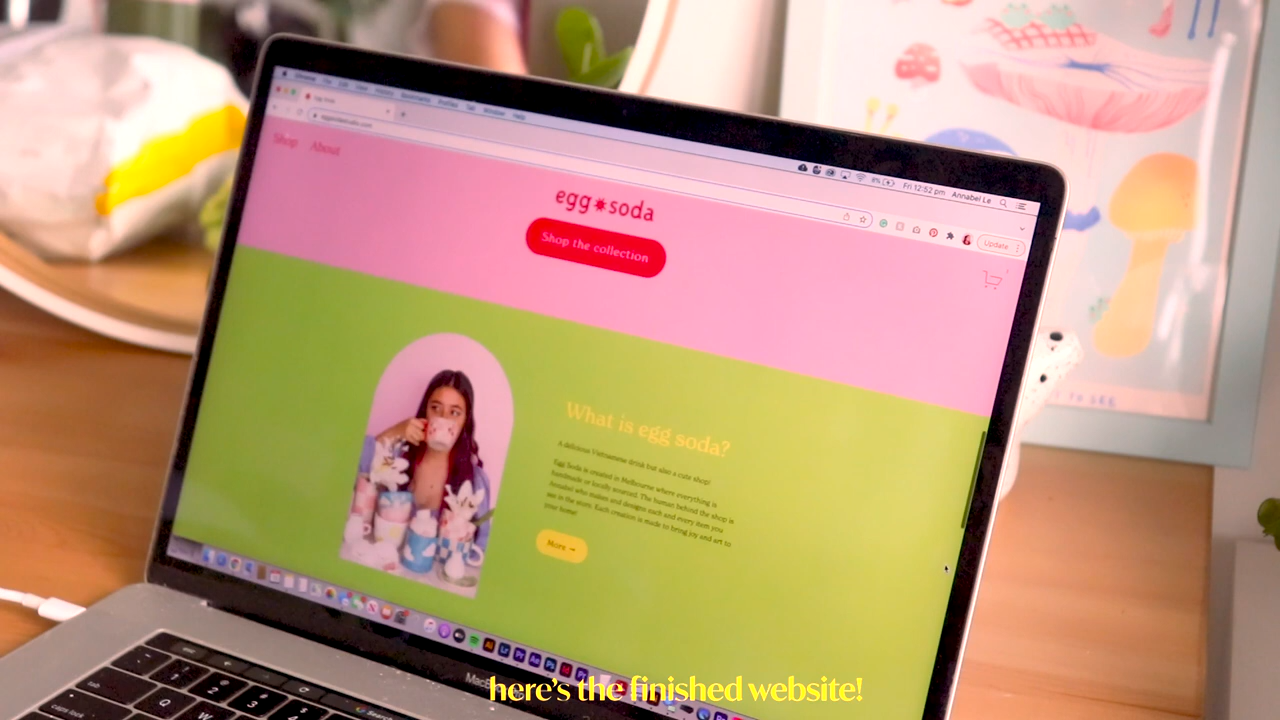 Fri 12:52 pm Annabel Le
Update
Shop About
egg soda
Shop the collection
What is egg soda?
A delicious Vietnamese drink but also a cute shop!
Egg Soda is created in Melbourne where everything is
handmade or locally sourced. The human behind the shop is
Annabel who makes and designs each and every item you
see in the store. Each creation is made to bring joy and art to
your home!
More →
here's the finished website!